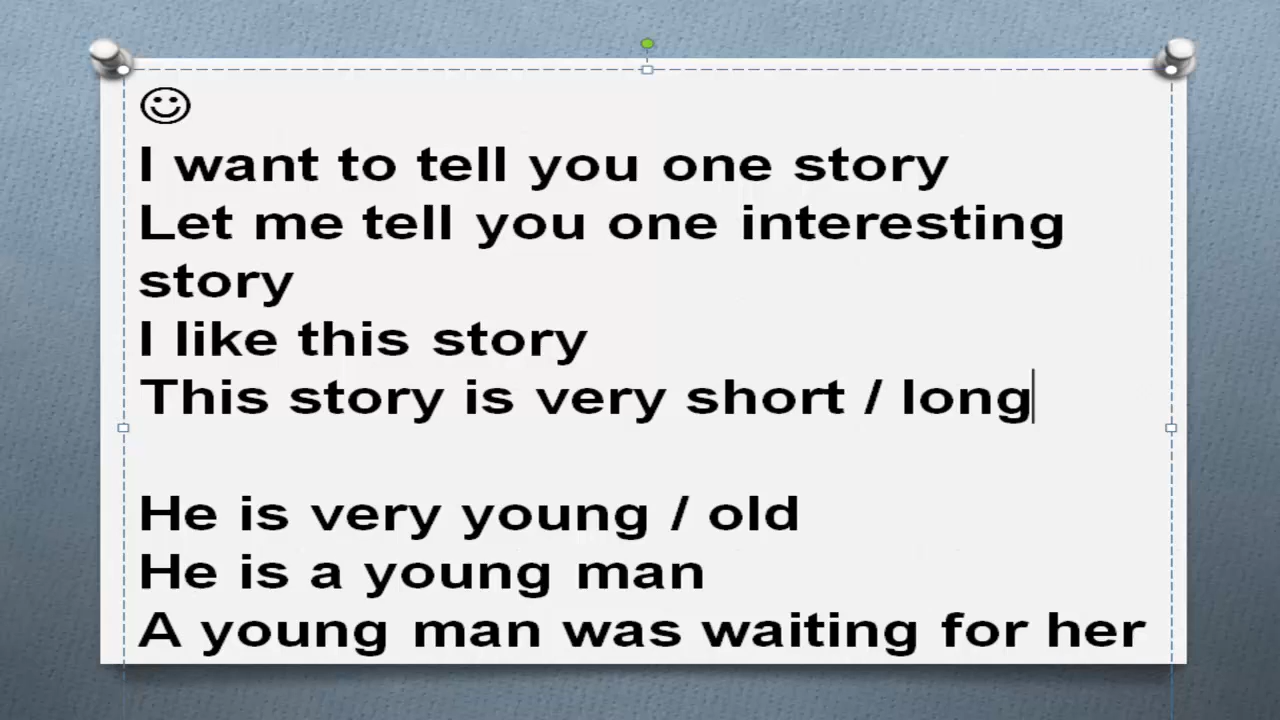 ☺
I want to tell you one story
Let me tell you one interesting
story
I like this story
This story is very short / long
He is very young / old
He is a young man
A young man was waiting for her